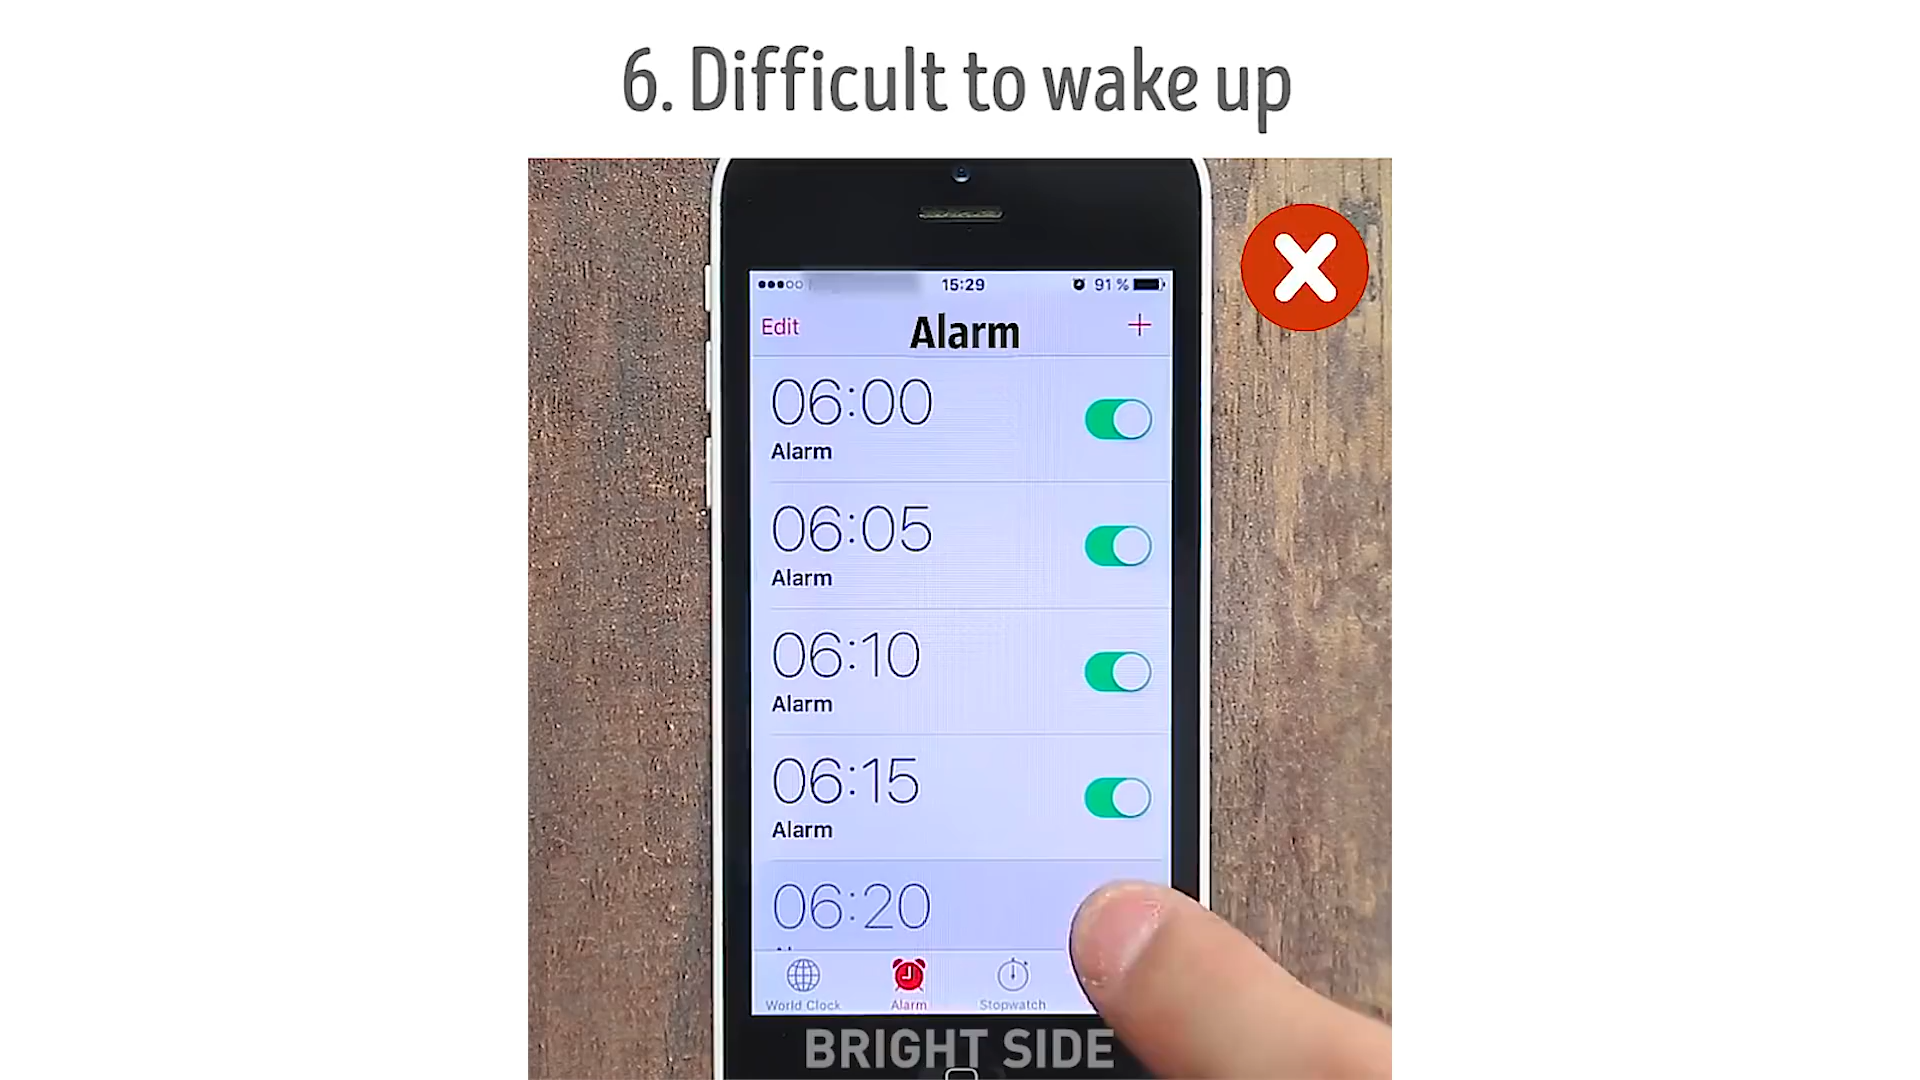 6. Difficult to wake up
15:29
91 %
Edit
Alarm
+
06:00
Alarm
06:05
Alarm
06:10
Alarm
06:15
Alarm
06:20
World Clock
Alarm
Stopwatch
BRIGHT SIDE